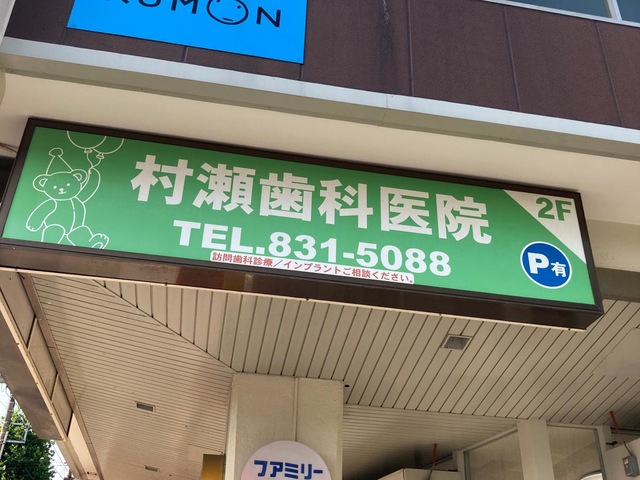 KUMON
村瀬歯科医院
2F
TEL.831-5088
P有
訪問歯科診療／インプラントご相談ください。
ファミリー